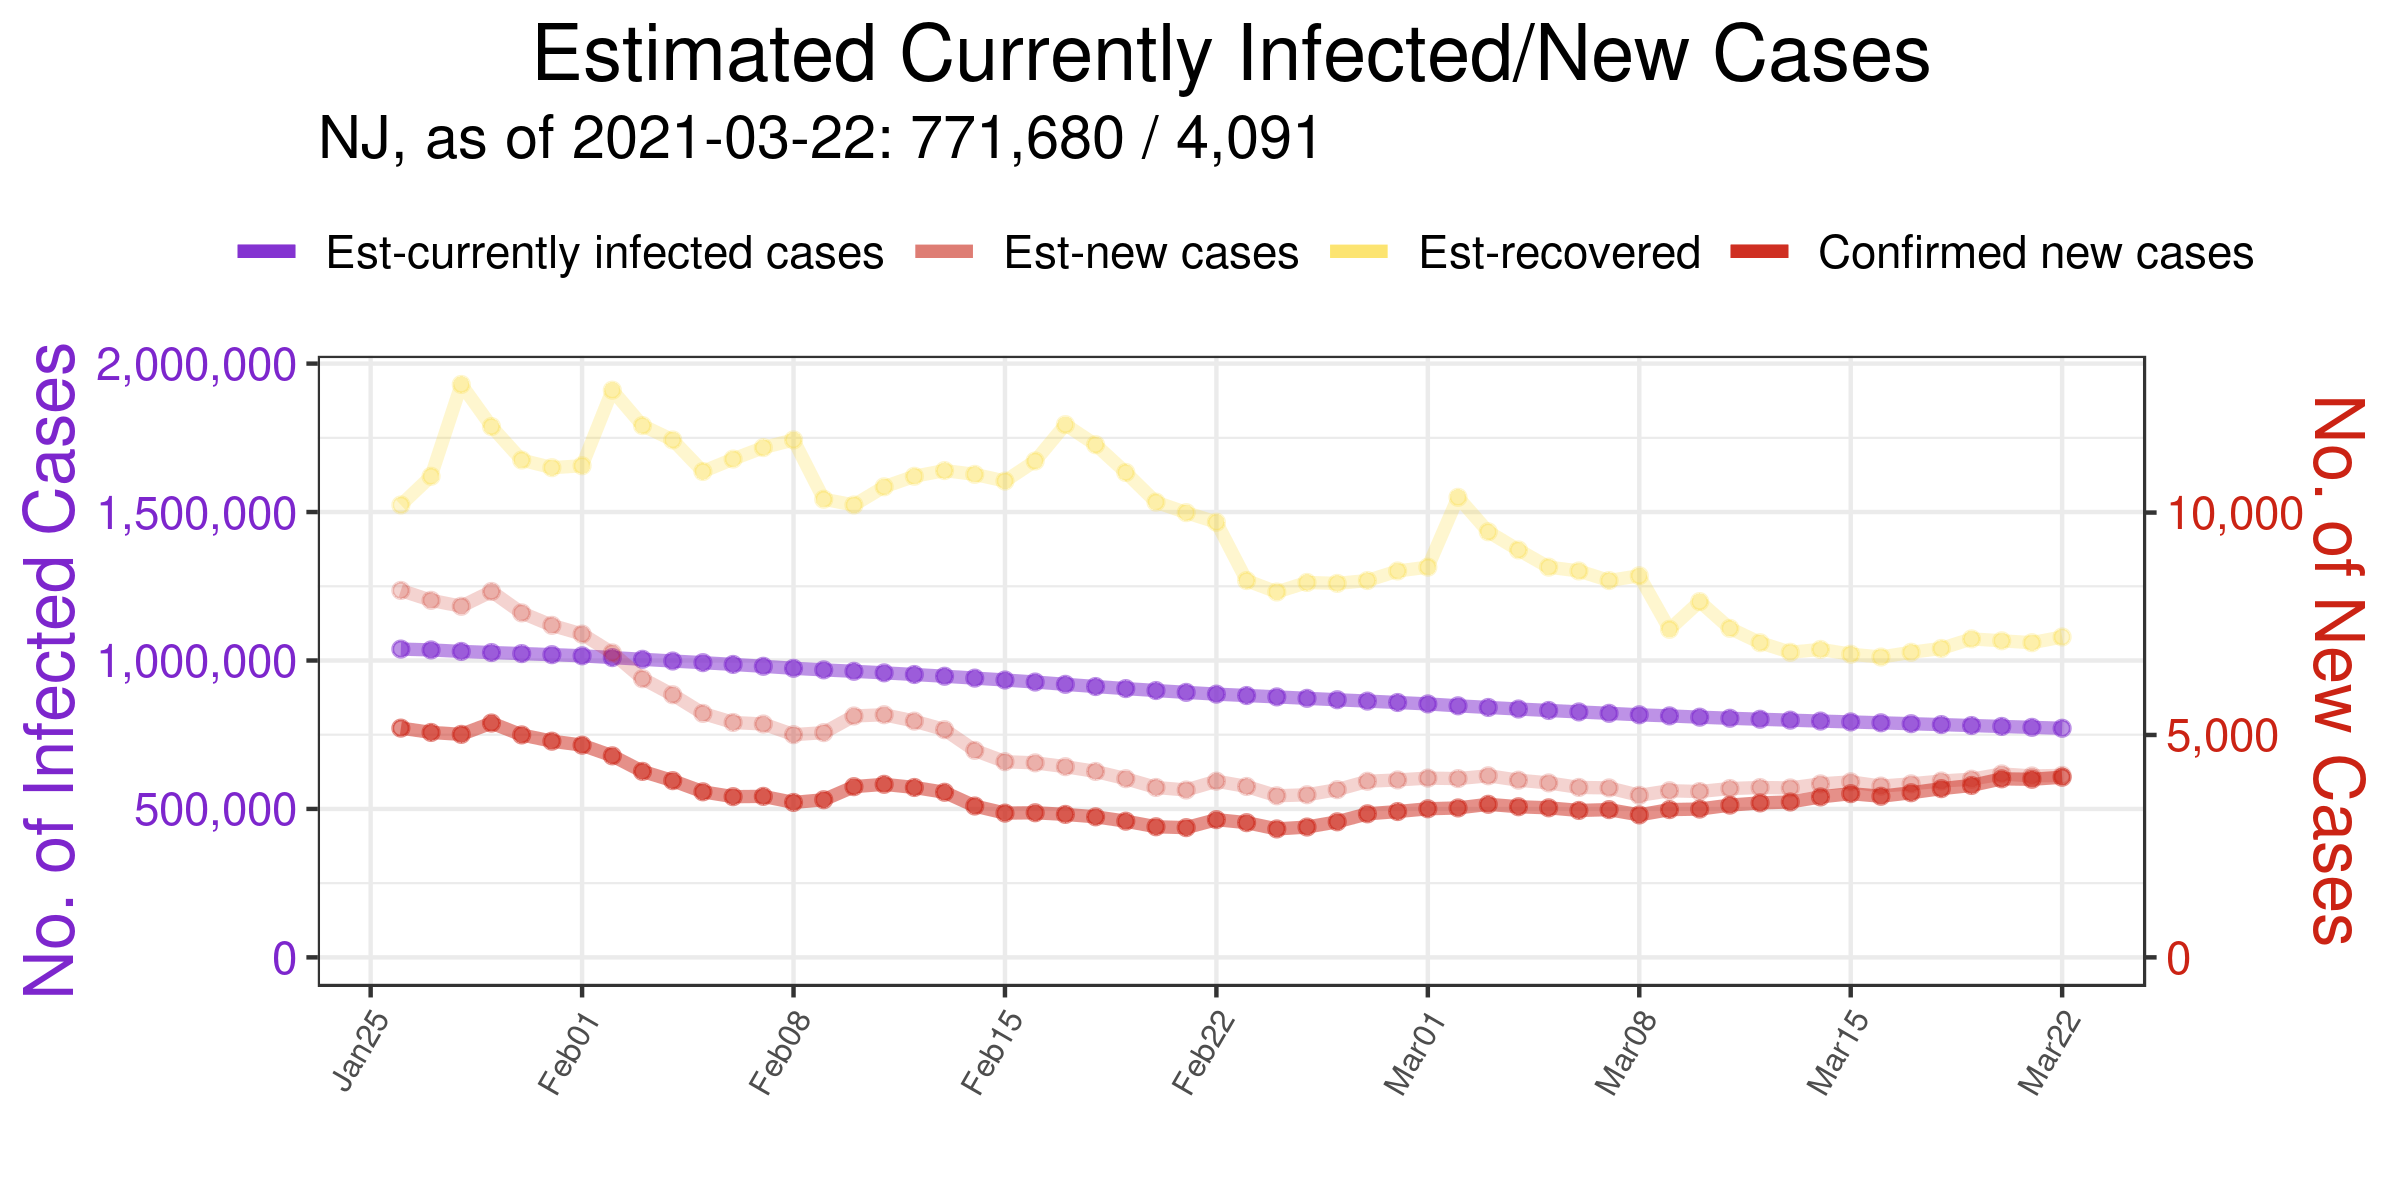 Estimated Currently Infected/New Cases
NJ, as of 2021-03-22: 771,680 / 4,091
Est-currently infected cases Est-new cases Est-recovered Confirmed new cases
No. of Infected Cases
2,000,000
1,500,000
1,000,000
500,000
0
10,000
5,000
0
No. of New Cases
Jan25 Feb01 Feb08 Feb15 Feb22 Mar01 Mar08 Mar15 Mar22